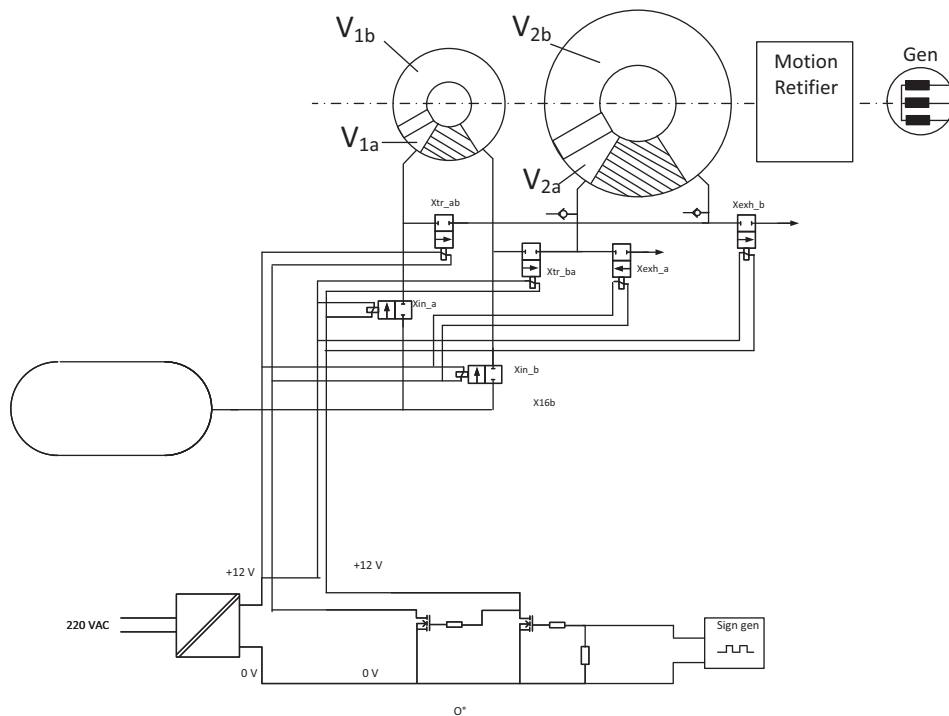 V1b
V2b
Motion
Retifier
Gen
V1a
V2a
Xtr_ab
Xexh_b
Xtr_ba
Xexh_a
Xin_a
Xin_b
X16b
+12 V
+12 V
220 VAC
Sign gen
0 V
0 V
O°